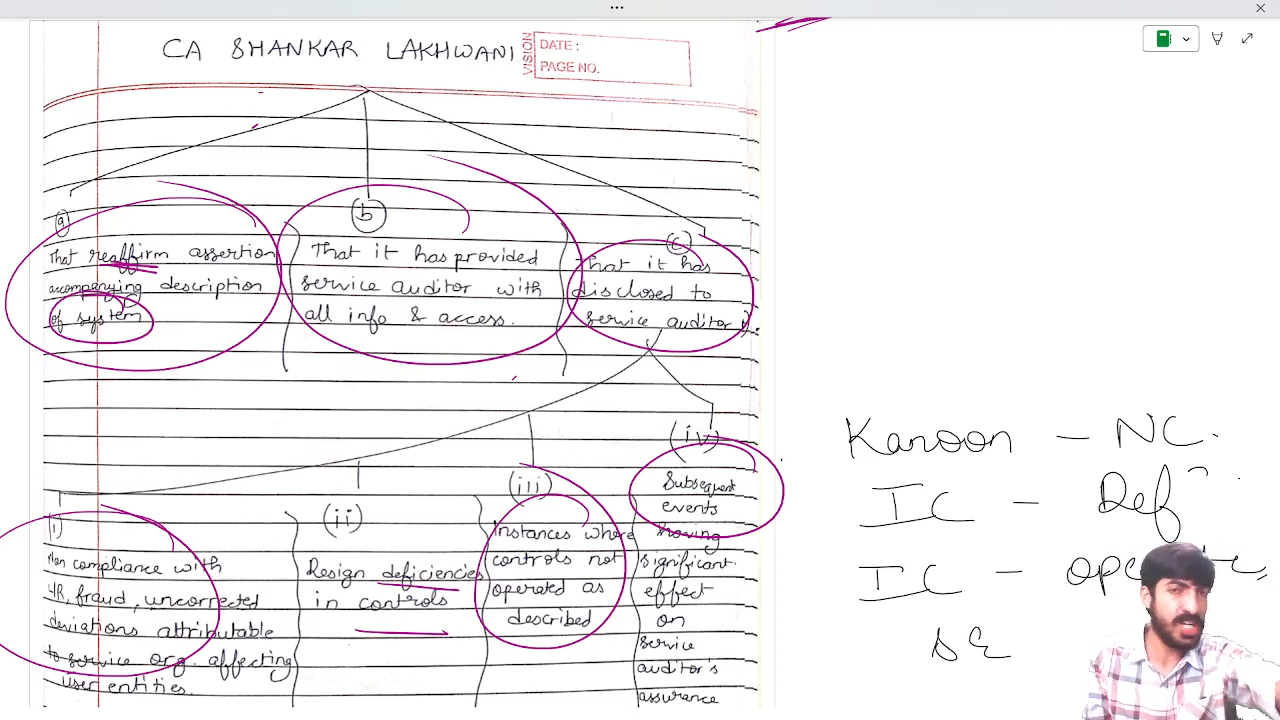 CA SHANKAR LAKHWANI
VISION
DATE :
PAGE NO.
(a)
That reaffirm assertion
accompanying description
of system
(b)
That it has provided
service auditor with
all info & access.
(c)
That it has
disclosed to
service auditor :
(i)
Non compliance with
L/R, fraud, uncorrected
deviations attributable
to service org. affecting
user entities.
(ii)
Design deficiencies
in controls
(iii)
Instances where
controls not
operated as
described
(iv)
Subsequent
events
having
significant
effect
on
service
auditor's
assurance
Kanoon - NC.
IC - Def
IC -
SE